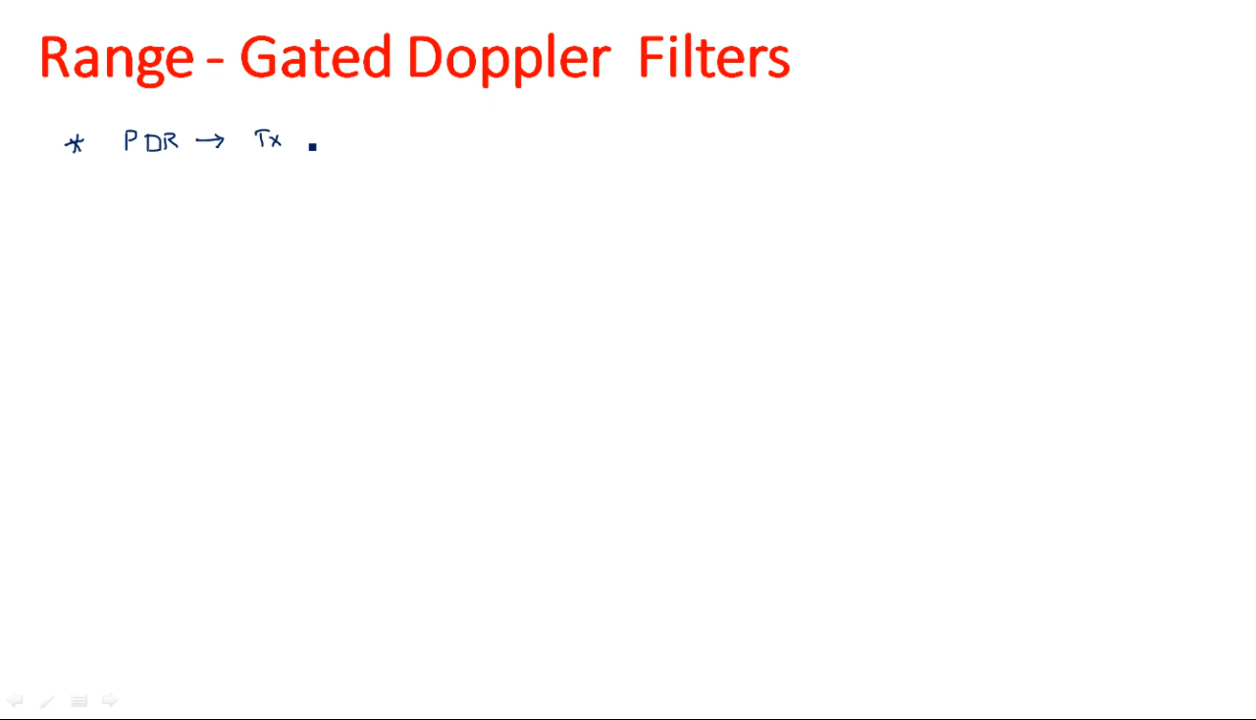 Range - Gated Doppler Filters
* PDR → Tx